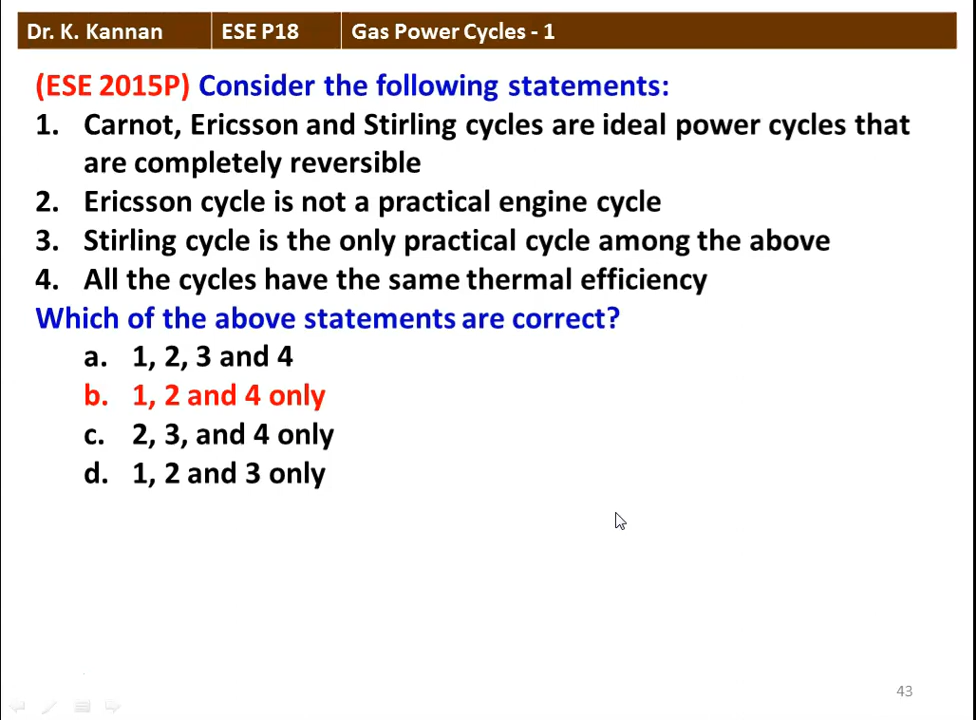 Dr. K. Kannan ESE P18 Gas Power Cycles - 1
(ESE 2015P) Consider the following statements:
1. Carnot, Ericsson and Stirling cycles are ideal power cycles that
are completely reversible
2. Ericsson cycle is not a practical engine cycle
3. Stirling cycle is the only practical cycle among the above
4. All the cycles have the same thermal efficiency
Which of the above statements are correct?
a. 1, 2, 3 and 4
b. 1, 2 and 4 only
c. 2, 3, and 4 only
d. 1, 2 and 3 only
43